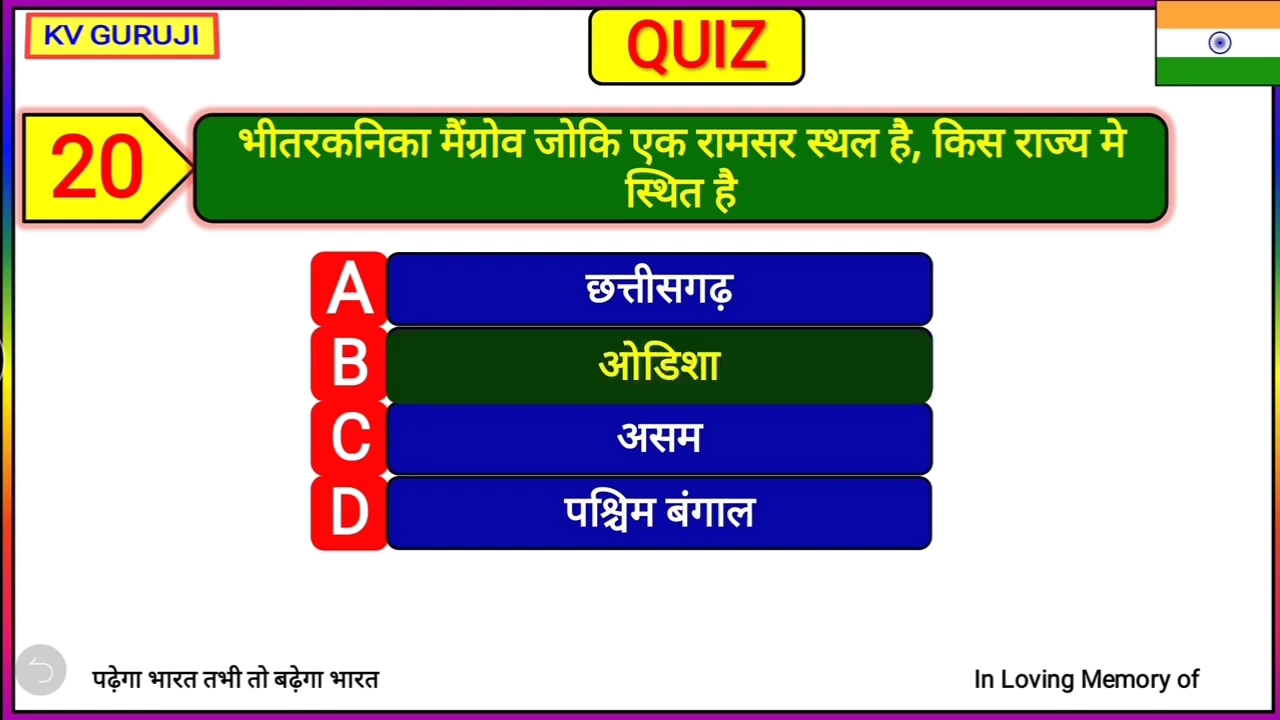 KV GURUJI
QUIZ
20
भीतरकनिका मैंग्रोव जोकि एक रामसर स्थल है, किस राज्य मे
स्थित है
A छत्तीसगढ़
B ओडिशा
C असम
D पश्चिम बंगाल
पढ़ेगा भारत तभी तो बढ़ेगा भारत
In Loving Memory of